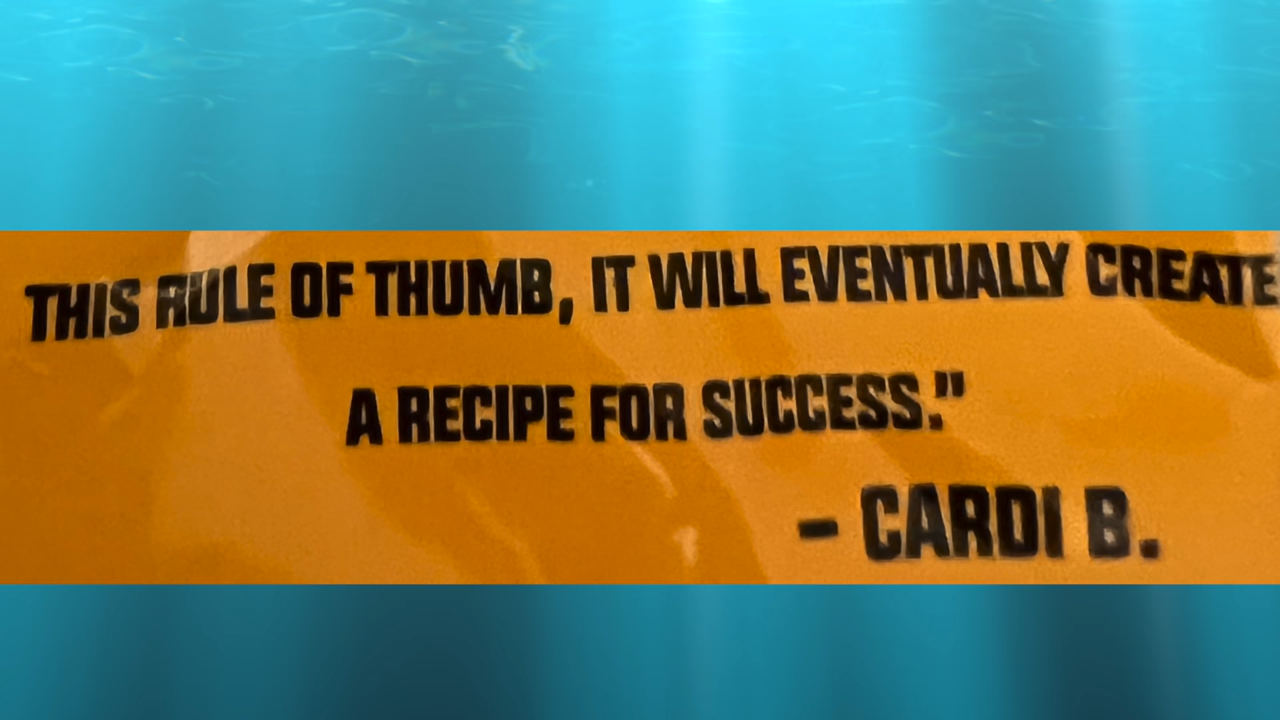 THIS RULE OF THUMB, IT WILL EVENTUALLY CREATE
A RECIPE FOR SUCCESS."
- CARDI B.